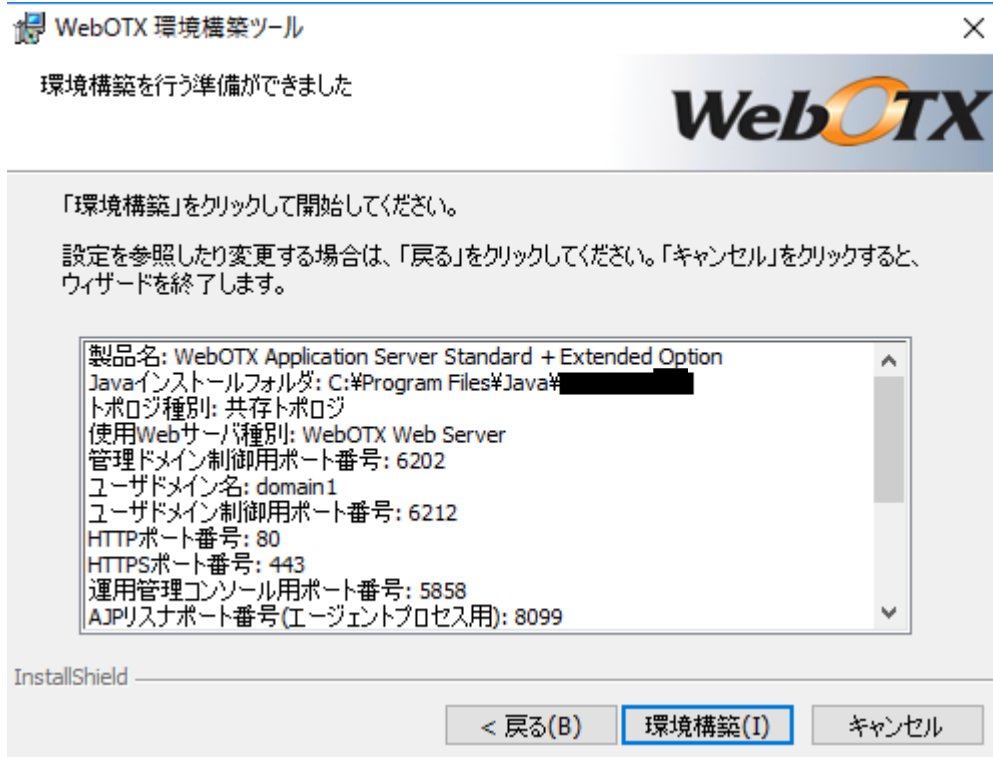 WebOTX 環境構築ツール
環境構築を行う準備ができました
WebOTX
「環境構築」をクリックして開始してください。
設定を参照したり変更する場合は、「戻る」をクリックしてください。「キャンセル」をクリックすると、
ウィザードを終了します。
製品名: WebOTX Application Server Standard + Extended Option
Javaインストールフォルダ: C:¥Program Files¥Java¥
トポロジ種別: 共存トポロジ
使用Webサーバ種別: WebOTX Web Server
管理ドメイン制御用ポート番号: 6202
ユーザドメイン名: domain1
ユーザドメイン制御用ポート番号: 6212
HTTPポート番号: 80
HTTPSポート番号: 443
運用管理コンソール用ポート番号: 5858
AJPリスナポート番号(エージェントプロセス用): 8099
InstallShield
< 戻る(B)
環境構築(I)
キャンセル